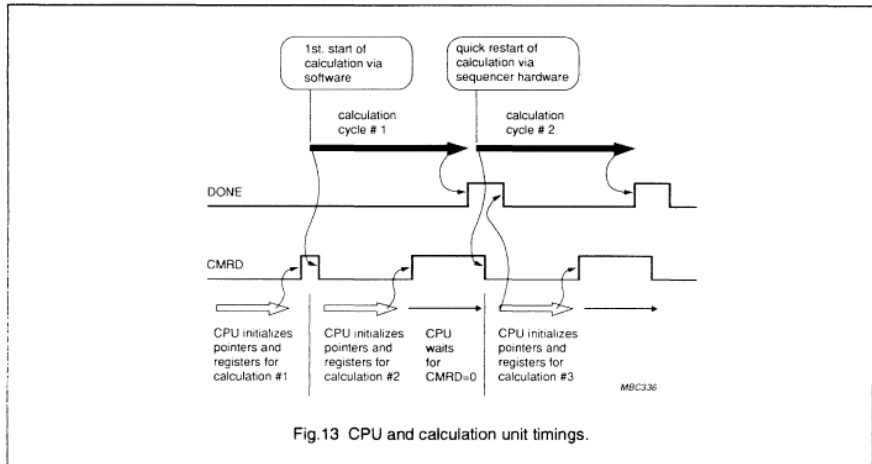 1st. start of
calculation via
software
quick restart of
calculation via
sequencer hardware
calculation
cycle # 1
calculation
cycle # 2
DONE
CMRD
CPU initializes
pointers and
registers for
calculation #1
CPU initializes
pointers and
registers for
calculation #2
CPU
waits
for
CMRD=0
CPU initializes
pointers and
registers for
calculation #3
MBC336
Fig.13 CPU and calculation unit timings.